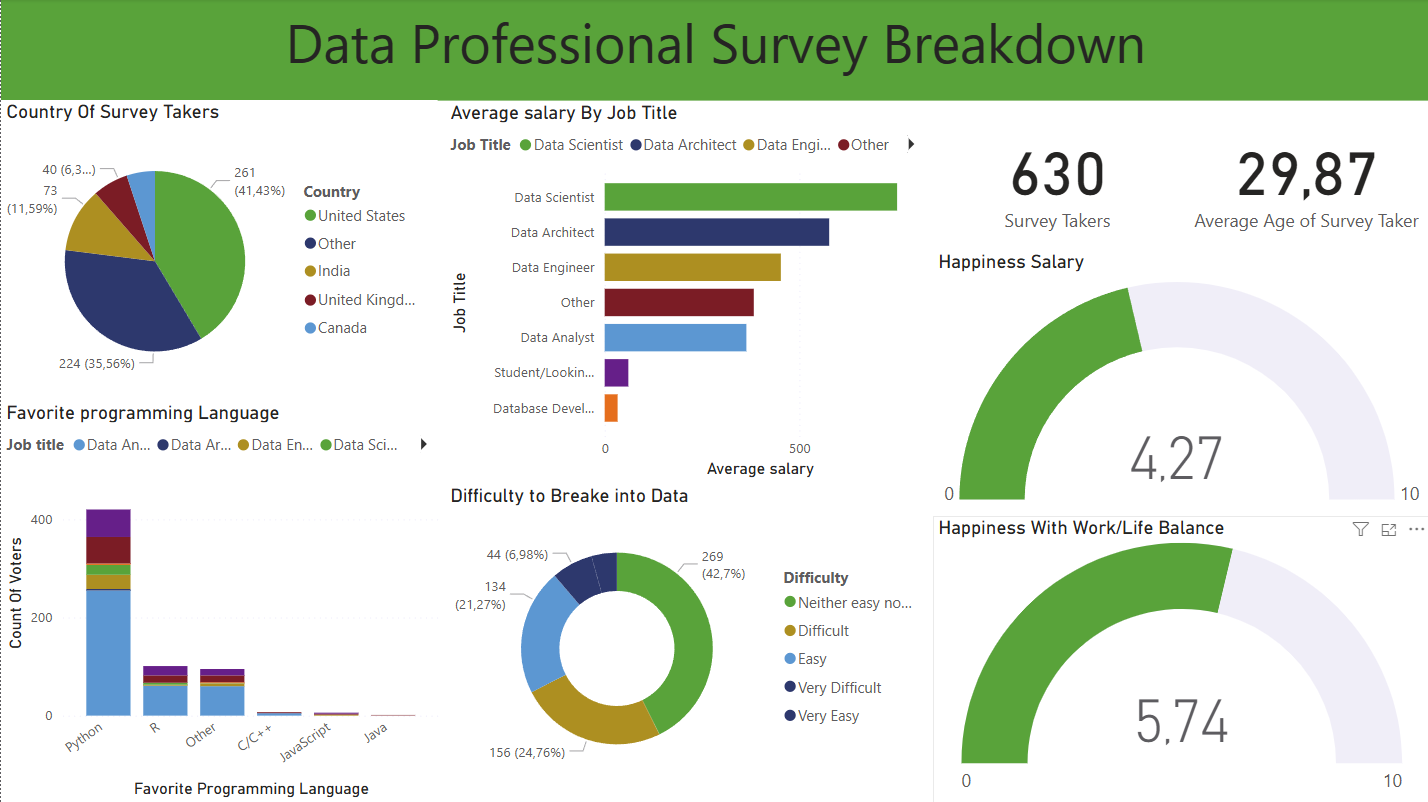 Data Professional Survey Breakdown
Country Of Survey Takers
40 (6,3...)
73
(11,59%)
261
(41,43%)
224 (35,56%)
Country
United States
Other
India
United Kingd...
Canada
Average salary By Job Title
Job Title Data Scientist Data Architect Data Engi... Other
Job Title
Data Scientist
Data Architect
Data Engineer
Other
Data Analyst
Student/Lookin...
Database Devel...
0 500
Average salary
630
Survey Takers
29,87
Average Age of Survey Taker
Happiness Salary
4,27
0 10
Favorite programming Language
Job title Data An... Data Ar... Data En... Data Sci...
Count Of Voters
400
200
0
Python R Other C/C++ JavaScript Java
Favorite Programming Language
Difficulty to Breake into Data
44 (6,98%)
134
(21,27%)
269
(42,7%)
156 (24,76%)
Difficulty
Neither easy no...
Difficult
Easy
Very Difficult
Very Easy
Happiness With Work/Life Balance
5,74
0 10